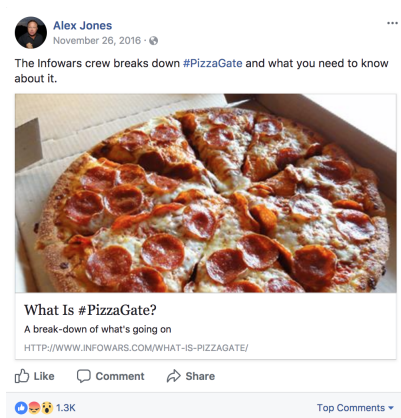 Alex Jones
November 26, 2016 ·
The Infowars crew breaks down #PizzaGate and what you need to know
about it.
What Is #PizzaGate?
A break-down of what's going on
HTTP://WWW.INFOWARS.COM/WHAT-IS-PIZZAGATE/
Like Comment Share
1.3K Top Comments